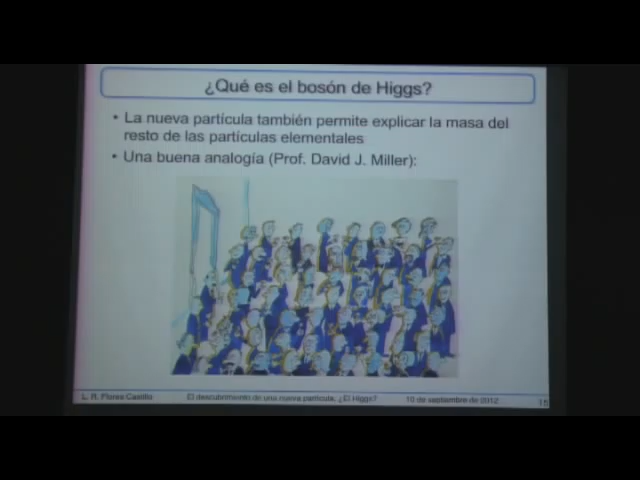 ¿Qué es el bosón de Higgs?
• La nueva partícula también permite explicar la masa del
resto de las partículas elementales
• Una buena analogía (Prof. David J. Miller):
L. R. Flores Castillo El descubrimiento de una nueva partícula, ¿El Higgs? 10 de septiembre de 2012 15